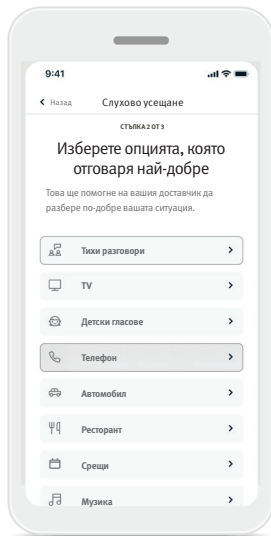 9:41
Назад
Слухово усещане
СТЪПКА 2 ОТ 3
Изберете опцията, която
отговаря най-добре
Това ще помогне на вашия доставчик да
разбере по-добре вашата ситуация.
Тихи разговори
TV
Детски гласове
Телефон
Автомобил
Ресторант
Срещи
Музика